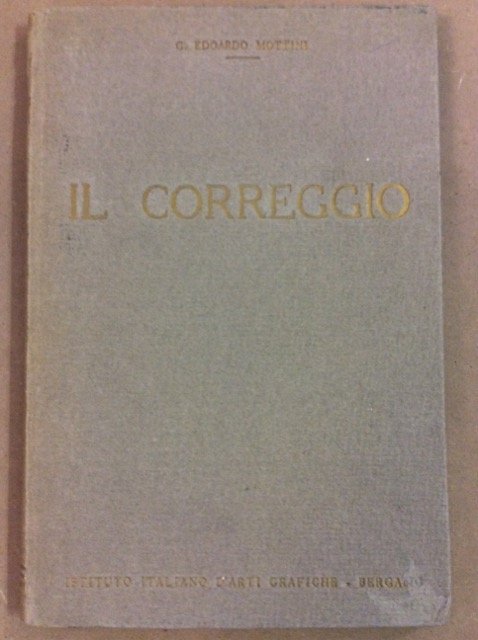 G. EDOARDO MOTTINI
IL CORREGGIO
ISTITUTO ITALIANO D'ARTI GRAFICHE - BERGAMO